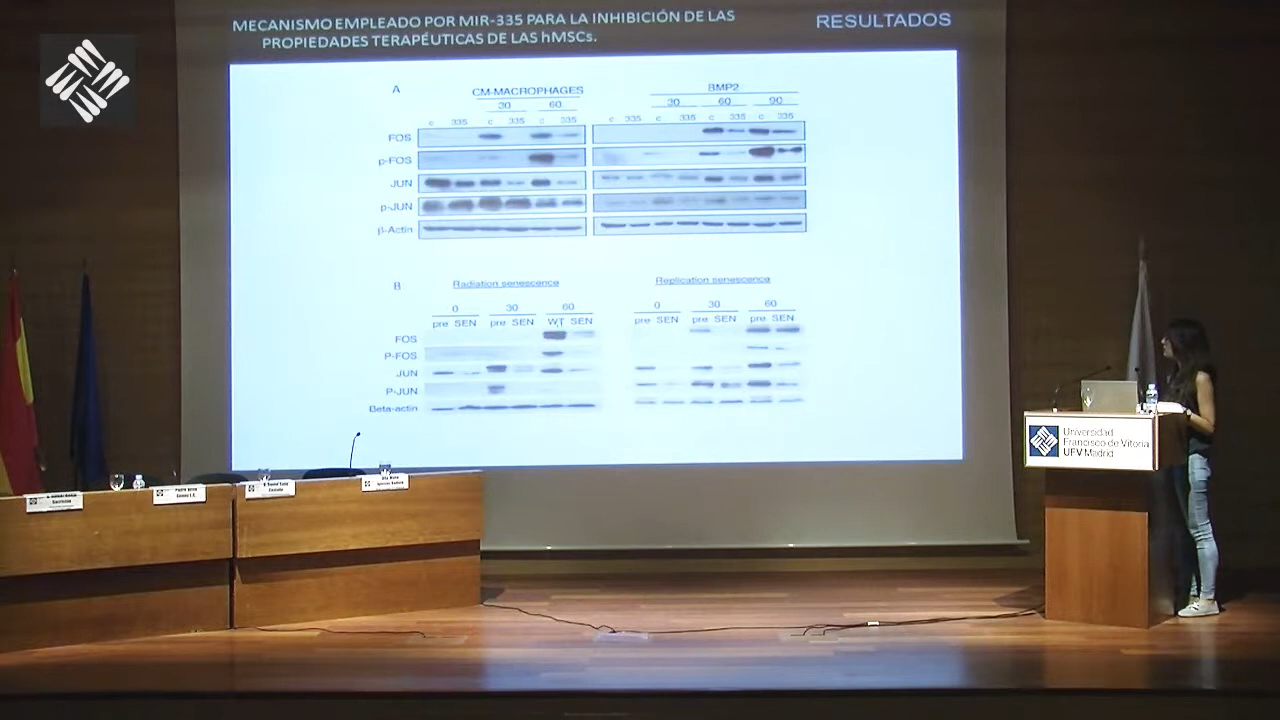 MECANISMO EMPLEADO POR MIR-335 PARA LA INHIBICIÓN DE LAS
PROPIEDADES TERAPÉUTICAS DE LAS hMSCs.
RESULTADOS
A
CM-MACROPHAGES
30 60
c 335 c 335 c 335
BMP2
30 60 90
c 335 c 335 c 335 c 335
FOS
p-FOS
JUN
p-JUN
β-Actin
B
Radiation senescence
0 30 60
pre SEN pre SEN WT SEN
Replication senescence
0 30 60
pre SEN pre SEN pre SEN
FOS
P-FOS
JUN
P-JUN
Beta-actin
Universidad
Francisco de Vitoria
UFV Madrid